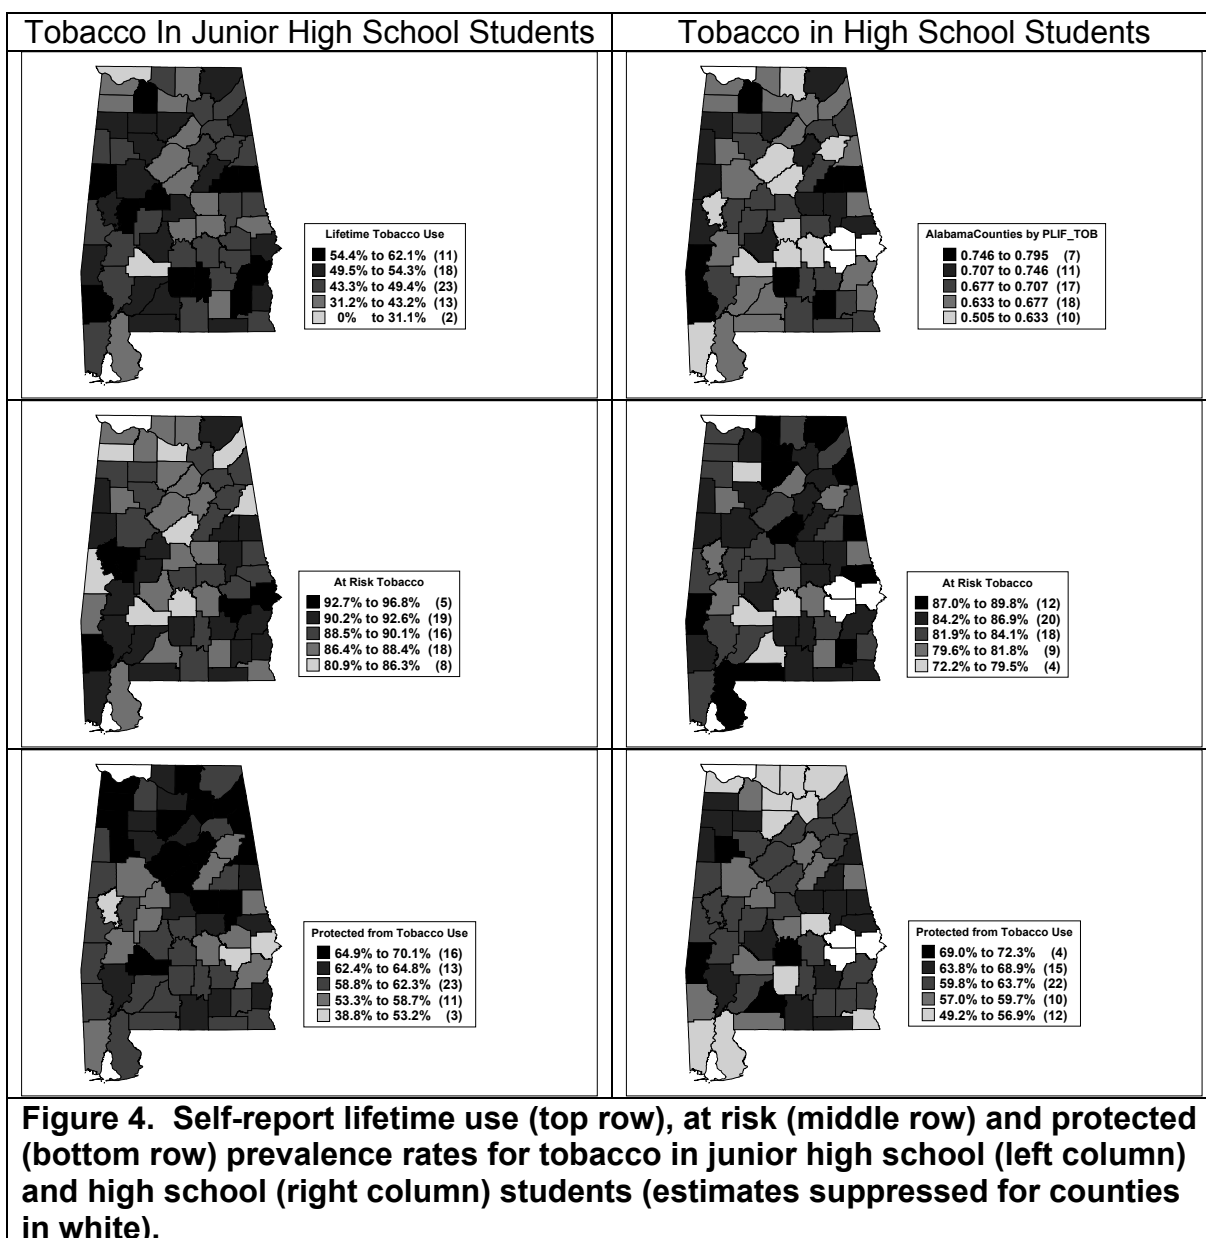 Tobacco In Junior High School Students
Tobacco in High School Students
Lifetime Tobacco Use
54.4% to 62.1% (11)
49.5% to 54.3% (18)
43.3% to 49.4% (23)
31.2% to 43.2% (13)
0% to 31.1% (2)
AlabamaCounties by PLIF_TOB
0.746 to 0.795 (7)
0.707 to 0.746 (11)
0.677 to 0.707 (17)
0.633 to 0.677 (18)
0.505 to 0.633 (10)
At Risk Tobacco
92.7% to 96.8% (5)
90.2% to 92.6% (19)
88.5% to 90.1% (16)
86.4% to 88.4% (18)
80.9% to 86.3% (8)
At Risk Tobacco
87.0% to 89.8% (12)
84.2% to 86.9% (20)
81.9% to 84.1% (18)
79.6% to 81.8% (9)
72.2% to 79.5% (4)
Protected from Tobacco Use
64.9% to 70.1% (16)
62.4% to 64.8% (13)
58.8% to 62.3% (23)
53.3% to 58.7% (11)
38.8% to 53.2% (3)
Protected from Tobacco Use
69.0% to 72.3% (4)
63.8% to 68.9% (15)
59.8% to 63.7% (22)
57.0% to 59.7% (10)
49.2% to 56.9% (12)
Figure 4. Self-report lifetime use (top row), at risk (middle row) and protected
(bottom row) prevalence rates for tobacco in junior high school (left column)
and high school (right column) students (estimates suppressed for counties
in white).